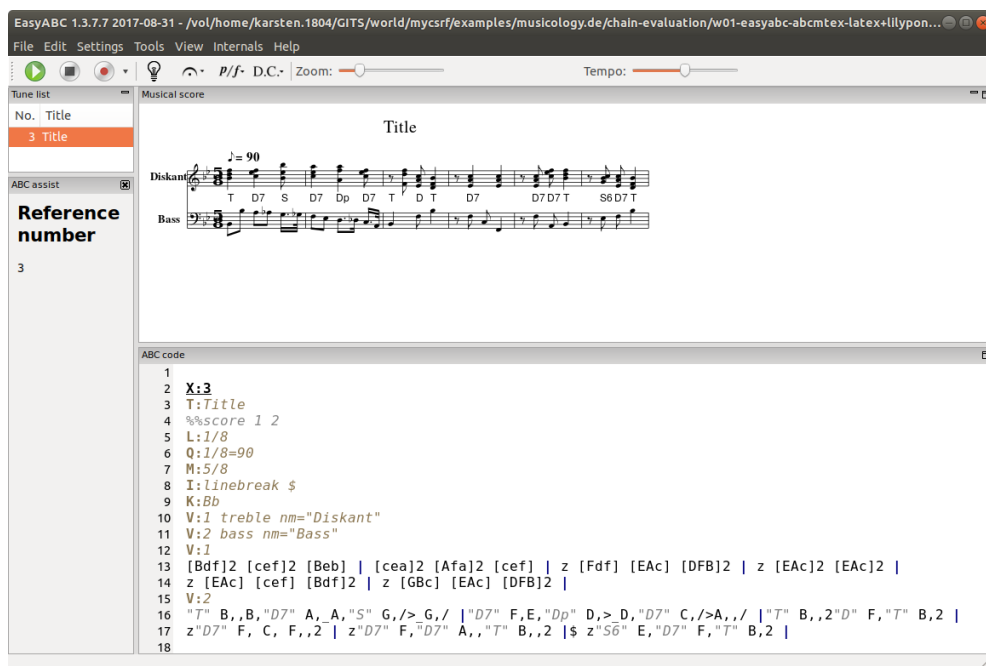 EasyABC 1.3.7.7 2017-08-31 - /vol/home/karsten.1804/GITS/world/mycsrf/examples/musicology.de/chain-evaluation/w01-easyabc-abcmtex-latex+lilypon...
File Edit Settings Tools View Internals Help
p/f D.C. Zoom: Tempo:
Tune list
No. Title
3 Title
ABC assist
Reference
number
3
Musical score
Title
♪= 90
Diskant
T D7 S D7 Dp D7 T D T D7 D7 D7 T S6 D7 T
Bass
ABC code
1
2 X:3
3 T:Title
4 %%score 1 2
5 L:1/8
6 Q:1/8=90
7 M:5/8
8 I:linebreak $
9 K:Bb
10 V:1 treble nm="Diskant"
11 V:2 bass nm="Bass"
12 V:1
13 [Bdf]2 [cef]2 [Beb] | [cea]2 [Afa]2 [cef] | z [Fdf] [EAc] [DFB]2 | z [EAc]2 [EAc]2 |
14 z [EAc] [cef] [Bdf]2 | z [GBc] [EAc] [DFB]2 |
15 V:2
16 "T" B,,B,"D7" A,_A,"S" G,/>_G,/ |"D7" F,E,"Dp" D,>_D,"D7" C,/>A,,/ |"T" B,,2"D" F,"T" B,2 |
17 z"D7" F, C, F,,2 | z"D7" F,"D7" A,,"T" B,,2 |$ z"S6" E,"D7" F,"T" B,2 |
18